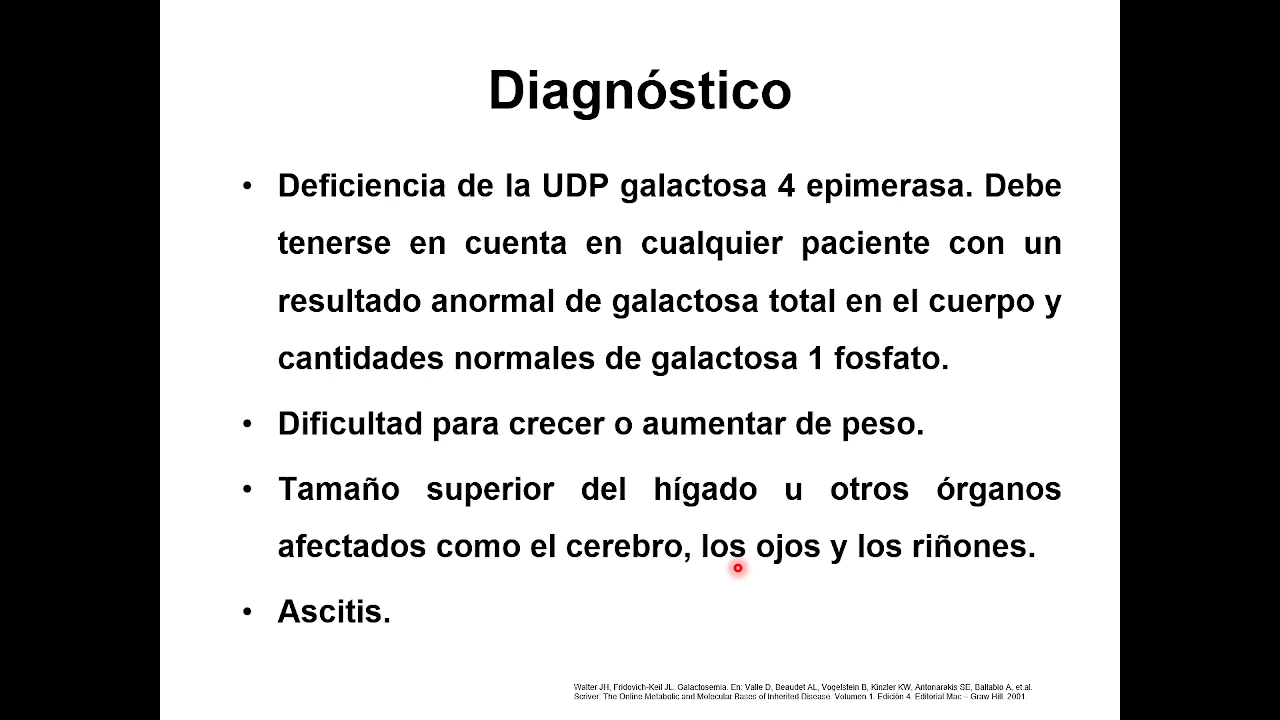 Diagnóstico
• Deficiencia de la UDP galactosa 4 epimerasa. Debe
tenerse en cuenta en cualquier paciente con un
resultado anormal de galactosa total en el cuerpo y
cantidades normales de galactosa 1 fosfato.
• Dificultad para crecer o aumentar de peso.
• Tamaño superior del hígado u otros órganos
afectados como el cerebro, los ojos y los riñones.
• Ascitis.
Walter JH, Fridovich-Keil JL. Galactosemia. En: Valle D, Beaudet AL, Vogelstein B, Kinzler KW, Antonarakis SE, Ballabio A, et.al.
Scriver: The Online Metabolic and Molecular Bases of Inherited Disease. Volumen 1. Edición 4. Editorial Mac – Graw Hill. 2001.